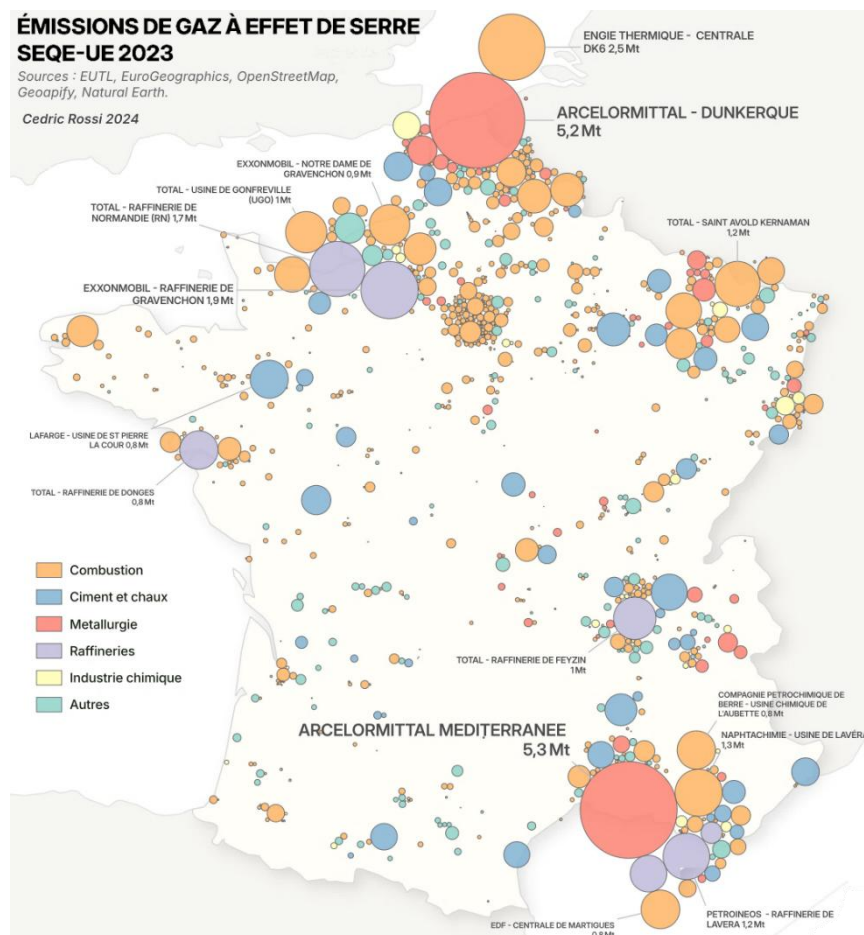 ÉMISSIONS DE GAZ À EFFET DE SERRE
SEQE-UE 2023
Sources : EUTL, EuroGeographics, OpenStreetMap,
Geoapify, Natural Earth.
Cedric Rossi 2024
ENGIE THERMIQUE - CENTRALE
DK6 2,5 Mt
ARCELORMITTAL - DUNKERQUE
5,2 Mt
EXXONMOBIL - NOTRE DAME DE
GRAVENCHON 0,9 Mt
TOTAL - USINE DE GONFREVILLE
(UGO) 1 Mt
TOTAL - RAFFINERIE DE
NORMANDIE (RN) 1,7 Mt
EXXONMOBIL - RAFFINERIE DE
GRAVENCHON 1,9 Mt
TOTAL - SAINT AVOLD KERNAMAN
1,2 Mt
LAFARGE - USINE DE ST PIERRE
LA COUR 0,8 Mt
TOTAL - RAFFINERIE DE DONGES
0,8 Mt
Combustion
Ciment et chaux
Metallurgie
Raffineries
Industrie chimique
Autres
TOTAL - RAFFINERIE DE FEYZIN
1 Mt
COMPAGNIE PETROCHIMIQUE DE
BERRE - USINE CHIMIQUE DE
L'AUBETTE 0,8 Mt
ARCELORMITTAL MEDITERRANEE
5,3 Mt
NAPHTACHIMIE - USINE DE LAVÉRA
1,3 Mt
EDF - CENTRALE DE MARTIGUES
0,8 Mt
PETROINEOS - RAFFINERIE DE
LAVERA 1,2 Mt